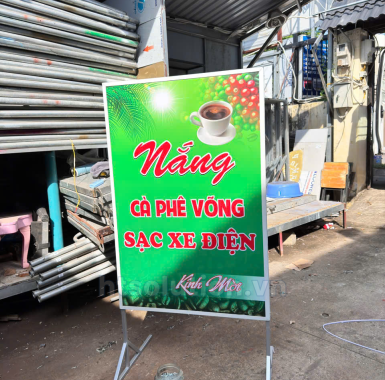 Nắng
CÀ PHÊ VÕNG
SẠC XE ĐIỆN
Kính Mời